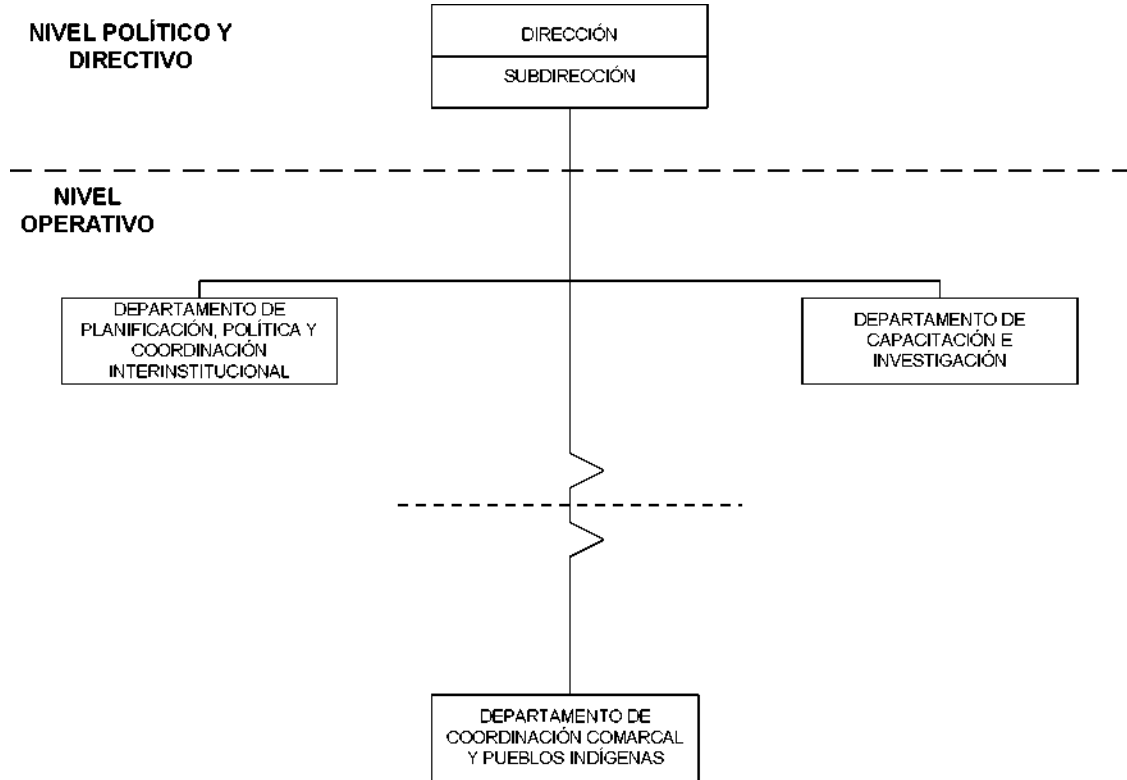 NIVEL POLÍTICO Y
DIRECTIVO
DIRECCIÓN
SUBDIRECCIÓN
NIVEL
OPERATIVO
DEPARTAMENTO DE
PLANIFICACIÓN, POLÍTICA Y
COORDINACIÓN
INTERINSTITUCIONAL
DEPARTAMENTO DE
CAPACITACIÓN E
INVESTIGACIÓN
DEPARTAMENTO DE
COORDINACIÓN COMARCAL
Y PUEBLOS INDÍGENAS